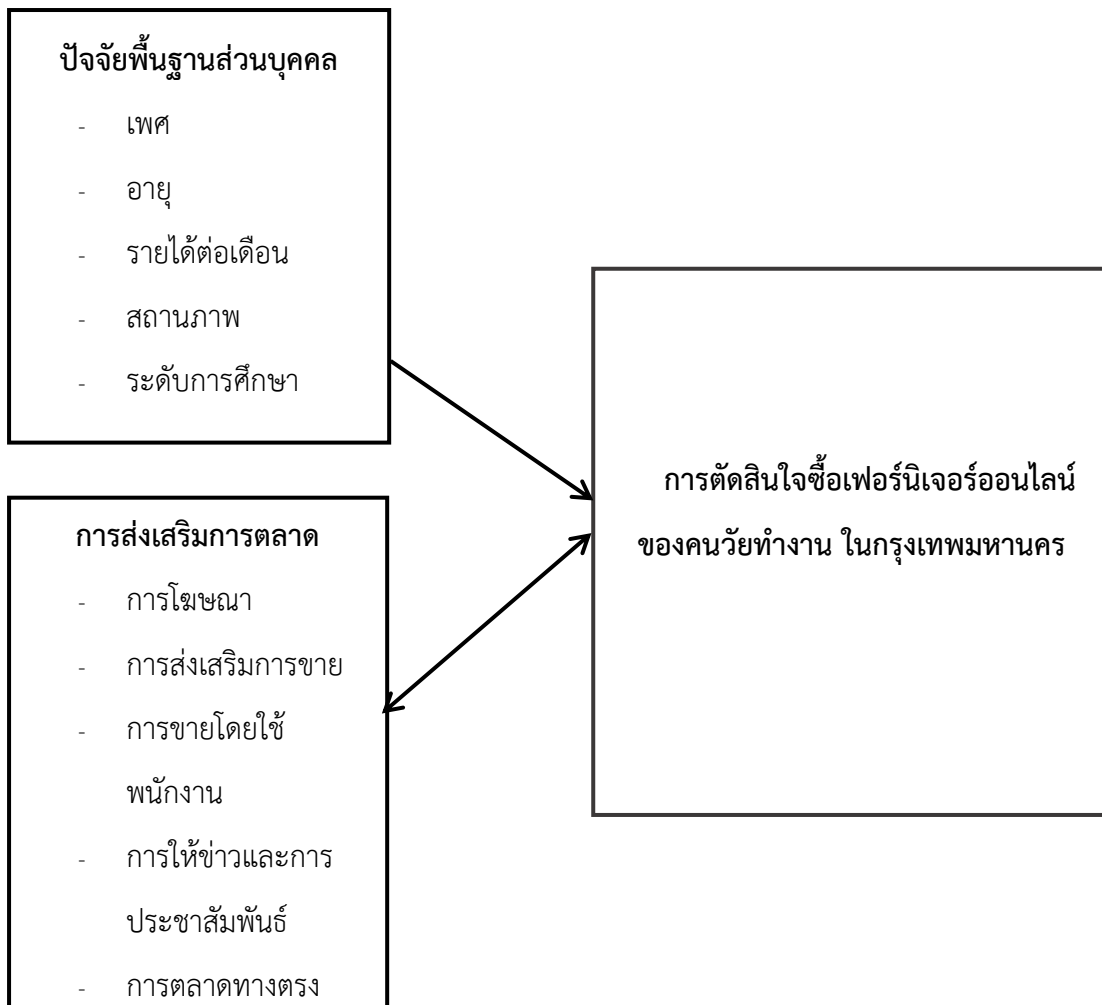 ปัจจัยพื้นฐานส่วนบุคคล
- เพศ
- อายุ
- รายได้ต่อเดือน
- สถานภาพ
- ระดับการศึกษา
การส่งเสริมการตลาด
- การโฆษณา
- การส่งเสริมการขาย
- การขายโดยใช้
พนักงาน
- การให้ข่าวและการ
ประชาสัมพันธ์
- การตลาดทางตรง
การตัดสินใจซื้อเฟอร์นิเจอร์ออนไลน์
ของคนวัยทำงาน ในกรุงเทพมหานคร